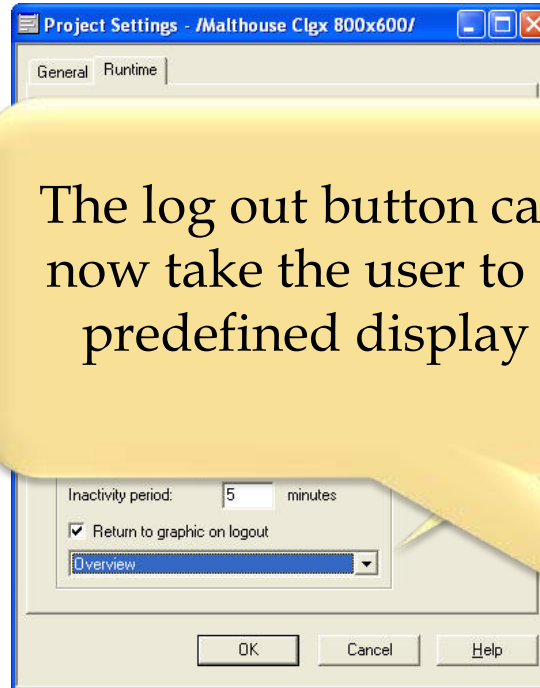 Project Settings - /Malthouse Clgx 800x600/
General Runtime
The log out button ca
now take the user to
predefined display
Inactivity period: 5 minutes
Return to graphic on logout
Overview
OK Cancel Help